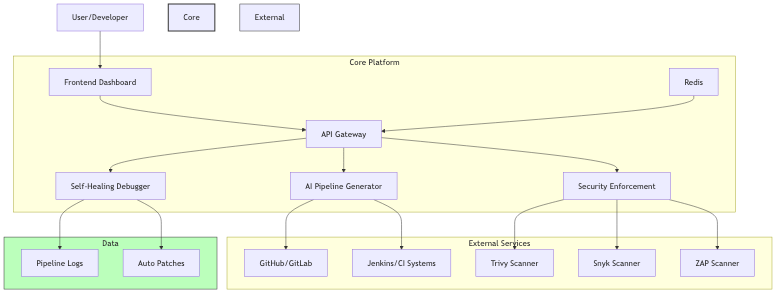 User/Developer
Core
External
Core Platform
Frontend Dashboard
Redis
API Gateway
Self-Healing Debugger
AI Pipeline Generator
Security Enforcement
Data
External Services
Pipeline Logs
Auto Patches
GitHub/GitLab
Jenkins/CI Systems
Trivy Scanner
Snyk Scanner
ZAP Scanner